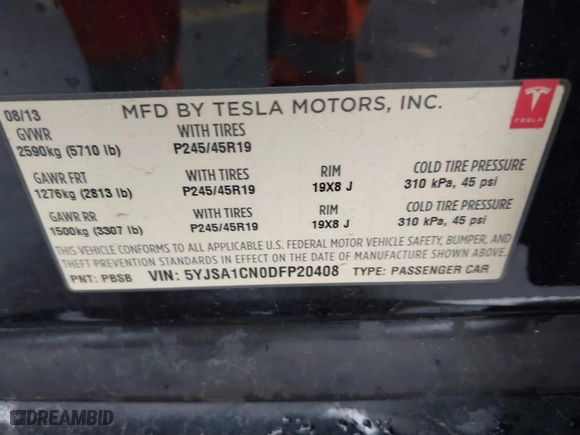 08/13 MFD BY TESLA MOTORS, INC.
TESLA
GVWR WITH TIRES
2590kg (5710 lb) P245/45R19
GAWR FRT WITH TIRES RIM COLD TIRE PRESSURE
1276kg (2813 lb) P245/45R19 19X8 J 310 kPa, 45 psi
GAWR RR WITH TIRES RIM COLD TIRE PRESSURE
1500kg (3307 lb) P245/45R19 19X8 J 310 kPa, 45 psi
THIS VEHICLE CONFORMS TO ALL APPLICABLE U.S. FEDERAL MOTOR VEHICLE SAFETY, BUMPER, AND
THEFT PREVENTION STANDARDS IN EFFECT ON THE DATE OF MANUFACTURE SHOWN ABOVE.
PNT: PBSB VIN: 5YJSA1CN0DFP20408 TYPE: PASSENGER CAR
DREAMBID